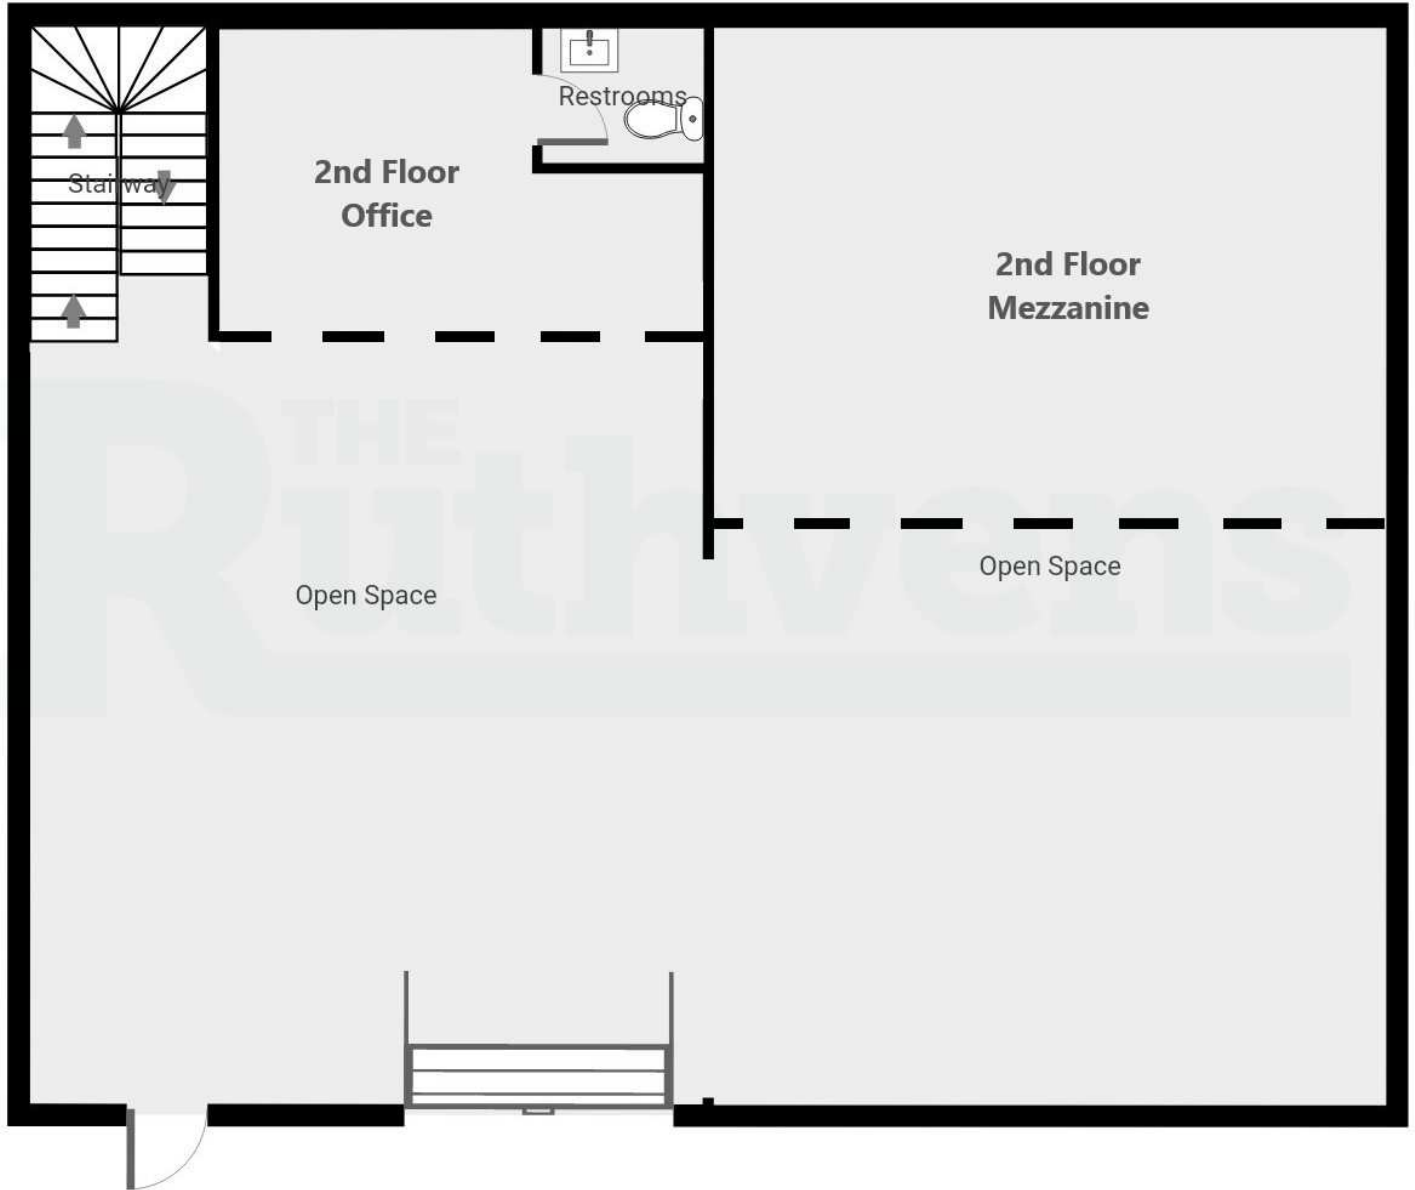 Restrooms
2nd Floor
Office
Stairway
2nd Floor
Mezzanine
THE
Ruthvens
Open Space
Open Space